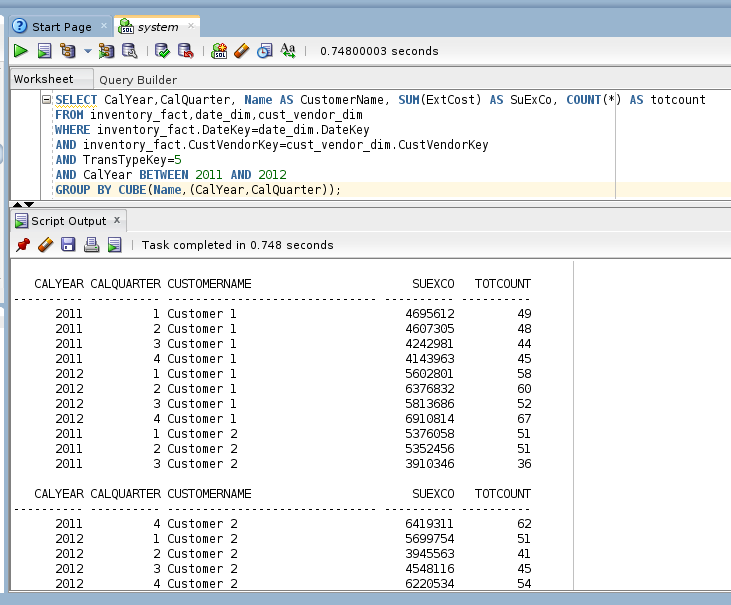 Start Page
system
0.74800003 seconds
Worksheet Query Builder
SELECT CalYear,CalQuarter, Name AS CustomerName, SUM(ExtCost) AS SuExCo, COUNT(*) AS totcount
FROM inventory_fact,date_dim,cust_vendor_dim
WHERE inventory_fact.DateKey=date_dim.DateKey
AND inventory_fact.CustVendorKey=cust_vendor_dim.CustVendorKey
AND TransTypeKey=5
AND CalYear BETWEEN 2011 AND 2012
GROUP BY CUBE(Name,(CalYear,CalQuarter));
Script Output
Task completed in 0.748 seconds
CALYEAR CALQUARTER CUSTOMERNAME SUEXCO TOTCOUNT
2011 1 Customer 1 4695612 49
2011 2 Customer 1 4607305 48
2011 3 Customer 1 4242981 44
2011 4 Customer 1 4143963 45
2012 1 Customer 1 5602801 58
2012 2 Customer 1 6376832 60
2012 3 Customer 1 5813686 52
2012 4 Customer 1 6910814 67
2011 1 Customer 2 5376058 51
2011 2 Customer 2 5352456 51
2011 3 Customer 2 3910346 36
CALYEAR CALQUARTER CUSTOMERNAME SUEXCO TOTCOUNT
2011 4 Customer 2 6419311 62
2012 1 Customer 2 5699754 51
2012 2 Customer 2 3945563 41
2012 3 Customer 2 4548116 45
2012 4 Customer 2 6220534 54